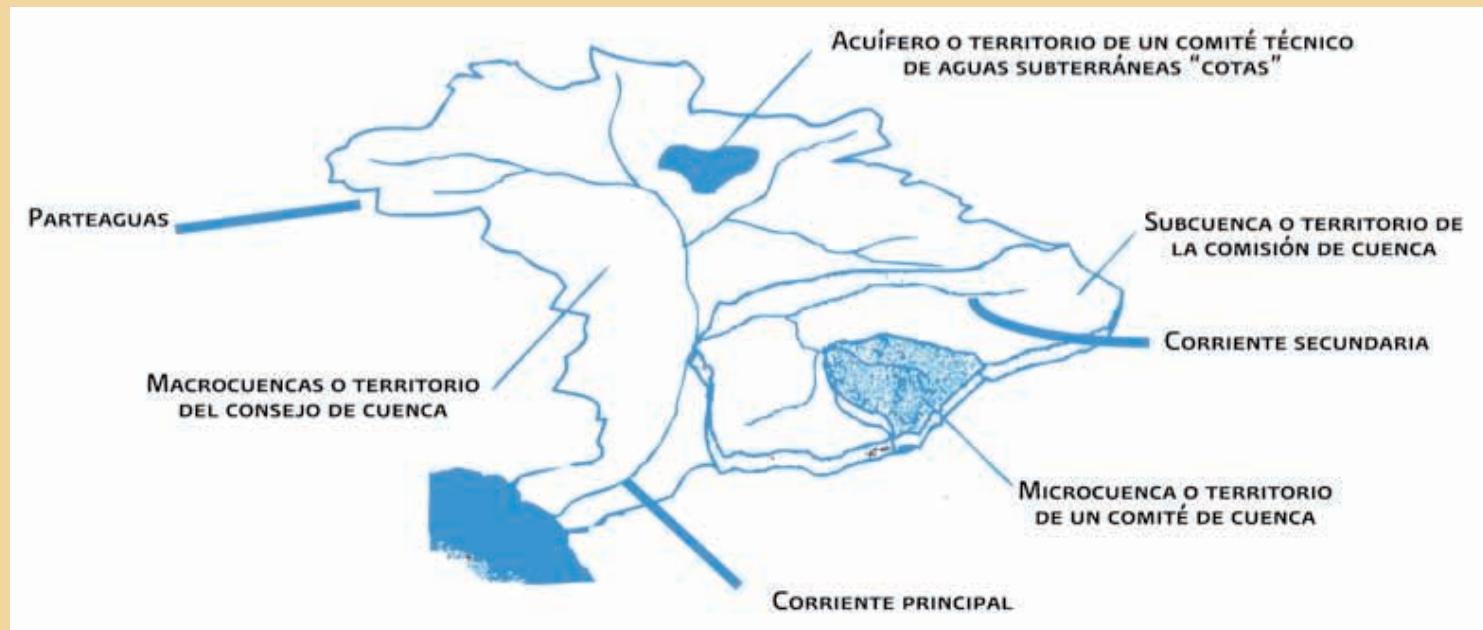 Acuífero o territorio de un comité técnico
de aguas subterráneas "cotas"
Parteaguas
Subcuenca o territorio de
la comisión de cuenca
Corriente secundaria
Macrocuencas o territorio
del consejo de cuenca
Microcuenca o territorio
de un comité de cuenca
Corriente principal